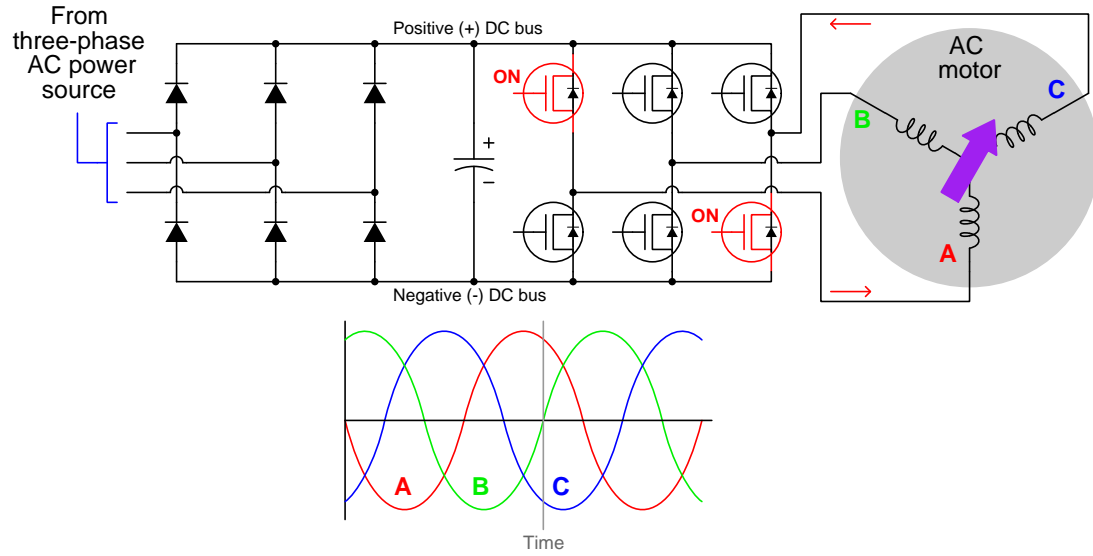 From
three-phase
AC power
source
Positive (+) DC bus
ON
+
−
ON
Negative (-) DC bus
AC
motor
B
C
A
A
B
C
Time